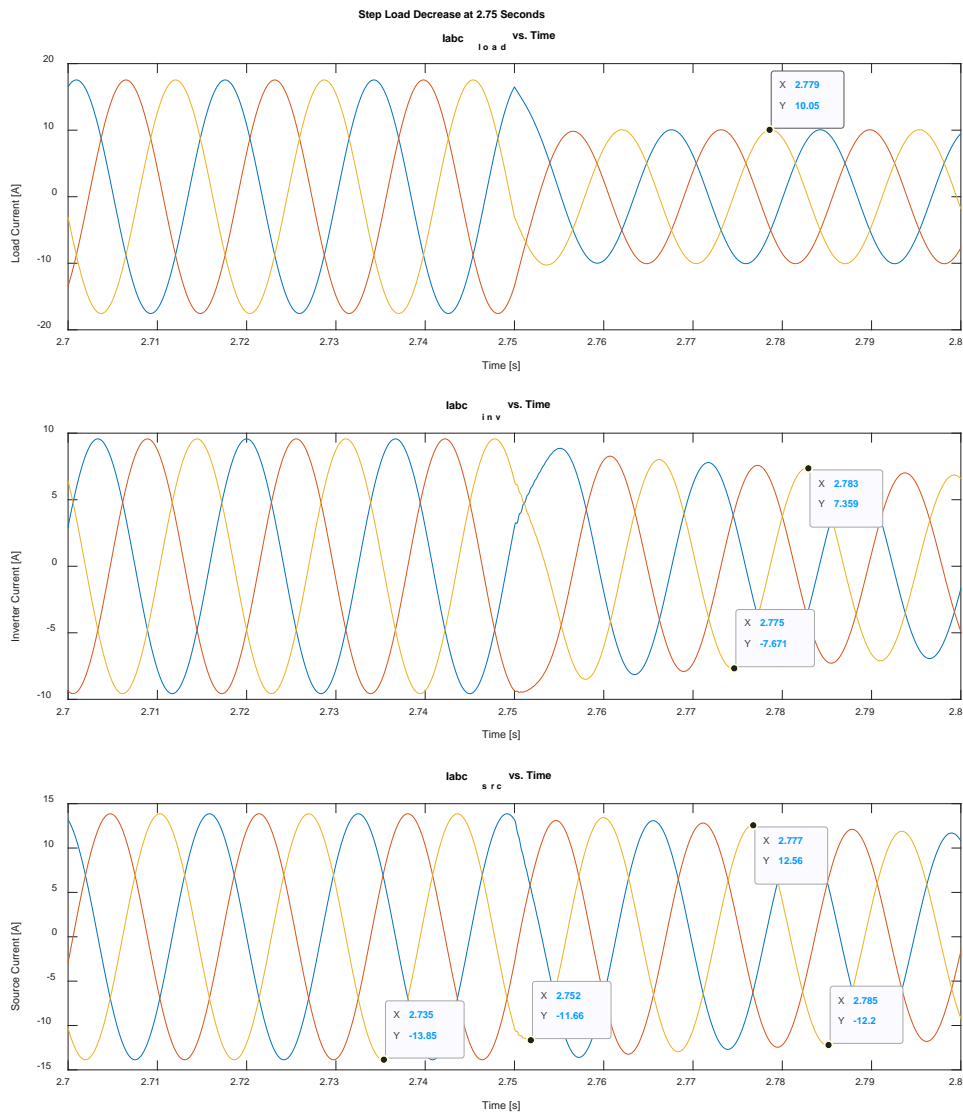 Step Load Decrease at 2.75 Seconds
Iabc load vs. Time
20
10
0
-10
-20
Load Current [A]
X 2.779
Y 10.05
2.7 2.71 2.72 2.73 2.74 2.75 2.76 2.77 2.78 2.79 2.8
Time [s]
Iabc inv vs. Time
10
5
0
-5
-10
Inverter Current [A]
X 2.783
Y 7.359
X 2.775
Y -7.671
2.7 2.71 2.72 2.73 2.74 2.75 2.76 2.77 2.78 2.79 2.8
Time [s]
Iabc src vs. Time
15
10
5
0
-5
-10
-15
Source Current [A]
X 2.777
Y 12.56
X 2.735
Y -13.85
X 2.752
Y -11.66
X 2.785
Y -12.2
2.7 2.71 2.72 2.73 2.74 2.75 2.76 2.77 2.78 2.79 2.8
Time [s]